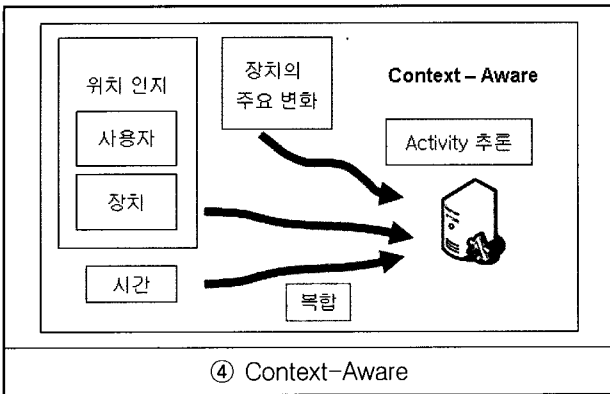 위치 인지
사용자
장치
시간
장치의
주요 변화
복합
Context – Aware
Activity 추론
④ Context-Aware